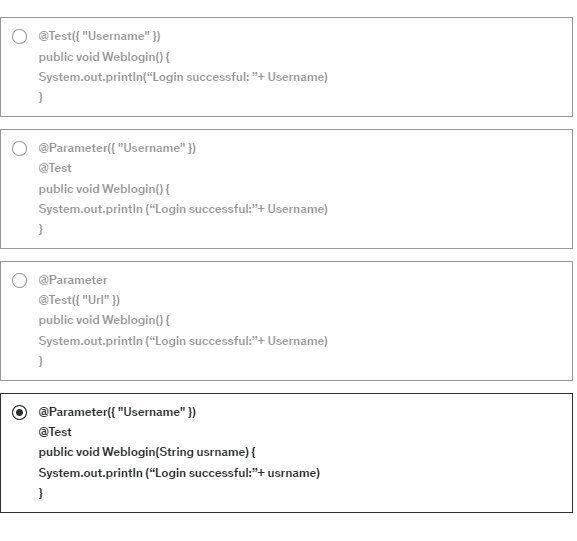 @Test({ "Username" })
public void Weblogin() {
System.out.println(“Login successful: ”+ Username)
}
@Parameter({ "Username" })
@Test
public void Weblogin() {
System.out.println (“Login successful:”+ Username)
}
@Parameter
@Test({ "Url" })
public void Weblogin() {
System.out.println (“Login successful:”+ Username)
}
@Parameter({ "Username" })
@Test
public void Weblogin(String usrname) {
System.out.println (“Login successful:”+ usrname)
}